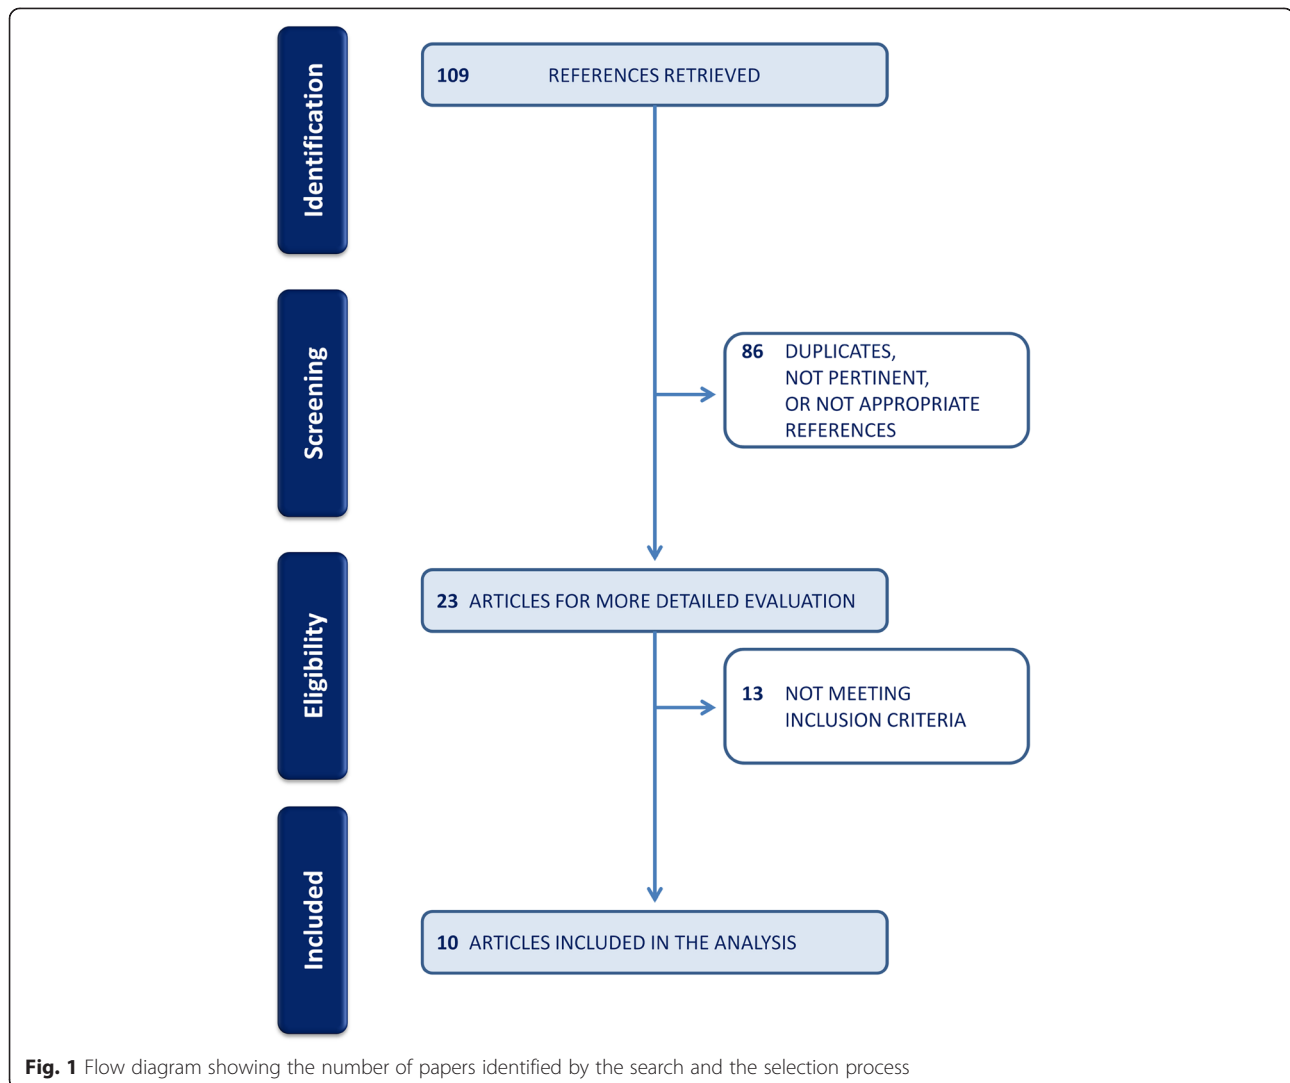 Identification
109 REFERENCES RETRIEVED
Screening
86 DUPLICATES,
NOT PERTINENT,
OR NOT APPROPRIATE
REFERENCES
Eligibility
23 ARTICLES FOR MORE DETAILED EVALUATION
13 NOT MEETING
INCLUSION CRITERIA
Included
10 ARTICLES INCLUDED IN THE ANALYSIS
Fig. 1 Flow diagram showing the number of papers identified by the search and the selection process